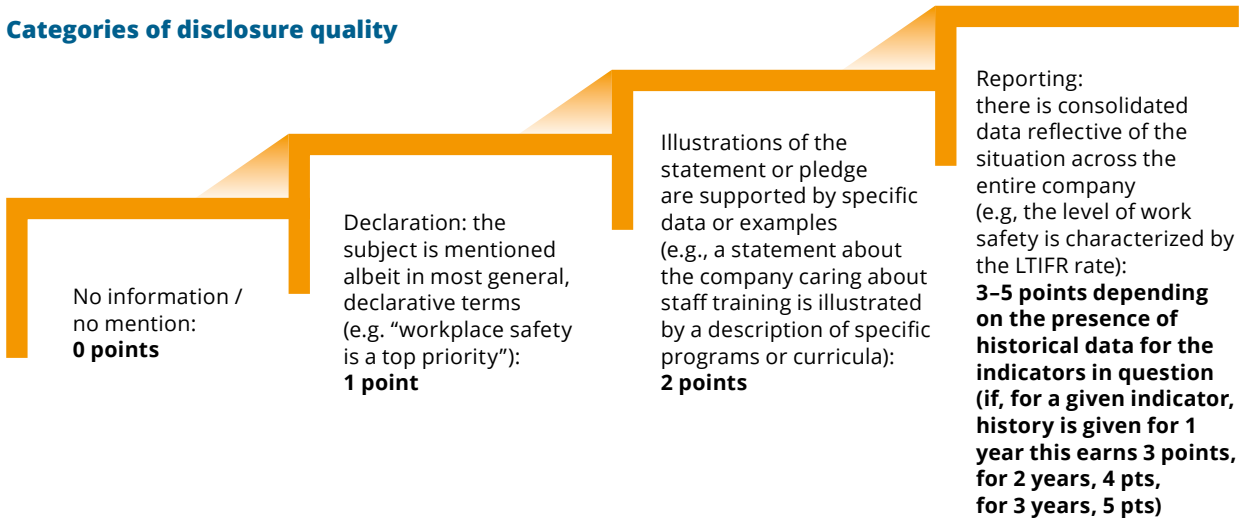 Categories of disclosure quality
No information /
no mention:
0 points
Declaration: the
subject is mentioned
albeit in most general,
declarative terms
(e.g. “workplace safety
is a top priority”):
1 point
Illustrations of the
statement or pledge
are supported by specific
data or examples
(e.g., a statement about
the company caring about
staff training is illustrated
by a description of specific
programs or curricula):
2 points
Reporting:
there is consolidated
data reflective of the
situation across the
entire company
(e.g, the level of work
safety is characterized by
the LTIFR rate):
3–5 points depending
on the presence of
historical data for the
indicators in question
(if, for a given indicator,
history is given for 1
year this earns 3 points,
for 2 years, 4 pts,
for 3 years, 5 pts)